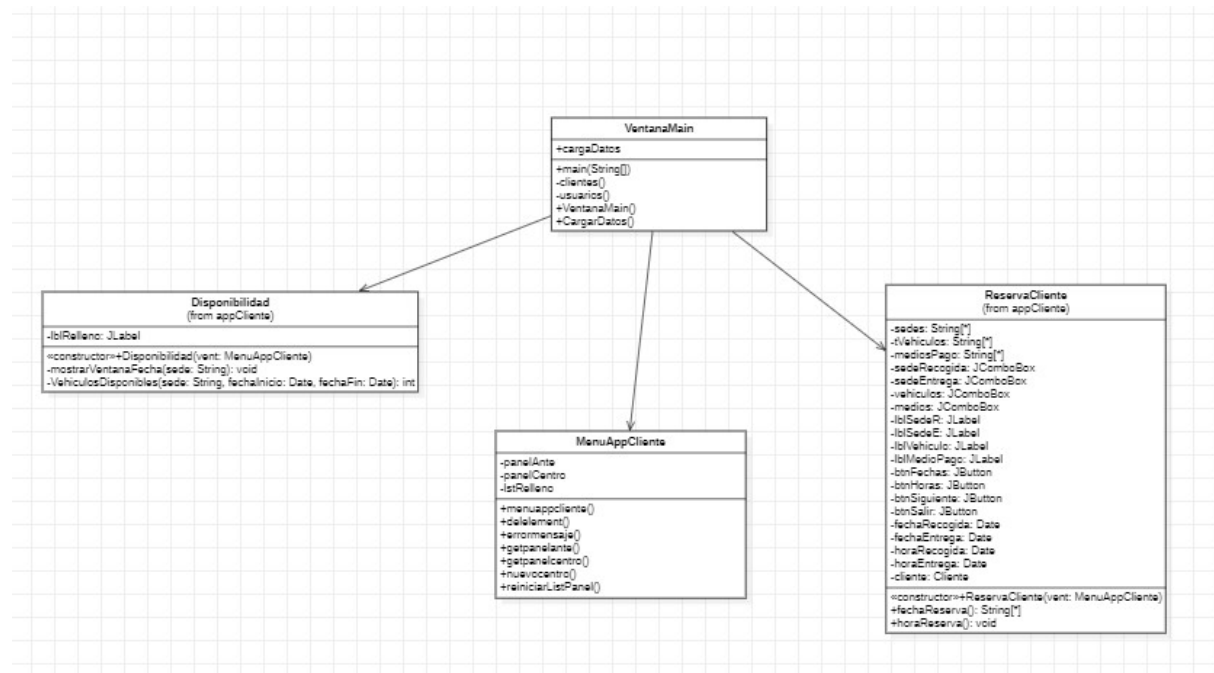 VentanaMain
+cargaDatos
+main(String[])
-clientes()
-usuarios()
+VentanaMain()
+CargarDatos()
Disponibilidad
(from appCliente)
-lblRelleno: JLabel
«constructor»+Disponibilidad(vent: MenuAppCliente)
-mostrarVentanaFecha(sede: String): void
-VehiculosDisponibles(sede: String, fechaInicio: Date, fechaFin: Date): int
MenuAppCliente
-panelAnte
-panelCentro
-lstRelleno
+menuappcliente()
+delelement()
+errormensaje()
+getpanelante()
+getpanelcentro()
+nuevocentro()
+reiniciarListPanel()
ReservaCliente
(from appCliente)
-sedes: String[*]
-tVehiculos: String[*]
-mediosPago: String[*]
-sedeRecogida: JComboBox
-sedeEntrega: JComboBox
-vehiculos: JComboBox
-medios: JComboBox
-lblSedeR: JLabel
-lblSedeE: JLabel
-lblVehiculo: JLabel
-lblMedioPago: JLabel
-btnFechas: JButton
-btnHoras: JButton
-btnSiguiente: JButton
-btnSalir: JButton
-fechaRecogida: Date
-fechaEntrega: Date
-horaRecogida: Date
-horaEntrega: Date
-cliente: Cliente
«constructor»+ReservaCliente(vent: MenuAppCliente)
+fechaReserva(): String[*]
+horaReserva(): void